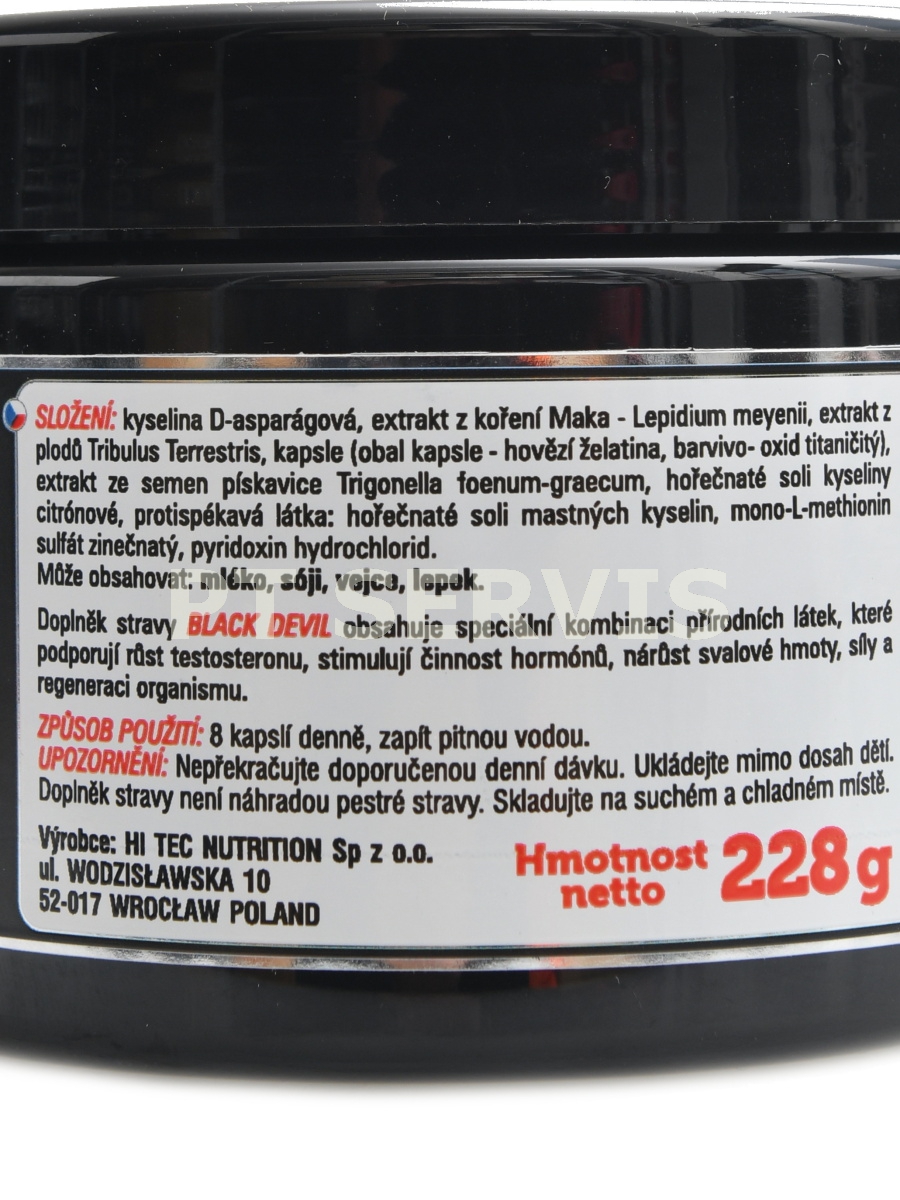 SLOŽENÍ: kyselina D-asparágová, extrakt z koření Maka - Lepidium meyenii, extrakt z
plodů Tribulus Terrestris, kapsle (obal kapsle - hovězí želatina, barvivo- oxid titaničitý),
extrakt ze semen pískavice Trigonella foenum-graecum, hořečnaté soli kyseliny
citrónové, protispékavá látka: hořečnaté soli mastných kyselin, mono-L-methionin
sulfát zinečnatý, pyridoxin hydrochlorid.
Může obsahovat: mléko, sóji, vejce, lepek.
PT SERVIS
Doplněk stravy BLACK DEVIL obsahuje speciální kombinaci přírodních látek, které
podporují růst testosteronu, stimulují činnost hormónů, nárůst svalové hmoty, síly a
regeneraci organismu.
ZPŮSOB POUŽITÍ: 8 kapslí denně, zapít pitnou vodou.
UPOZORNĚNÍ: Nepřekračujte doporučenou denní dávku. Ukládejte mimo dosah dětí.
Doplněk stravy není náhradou pestré stravy. Skladujte na suchém a chladném místě.
Výrobce: HI TEC NUTRITION Sp z o.o.
ul. WODZISŁAWSKA 10
52-017 WROCŁAW POLAND
Hmotnost
netto
228g